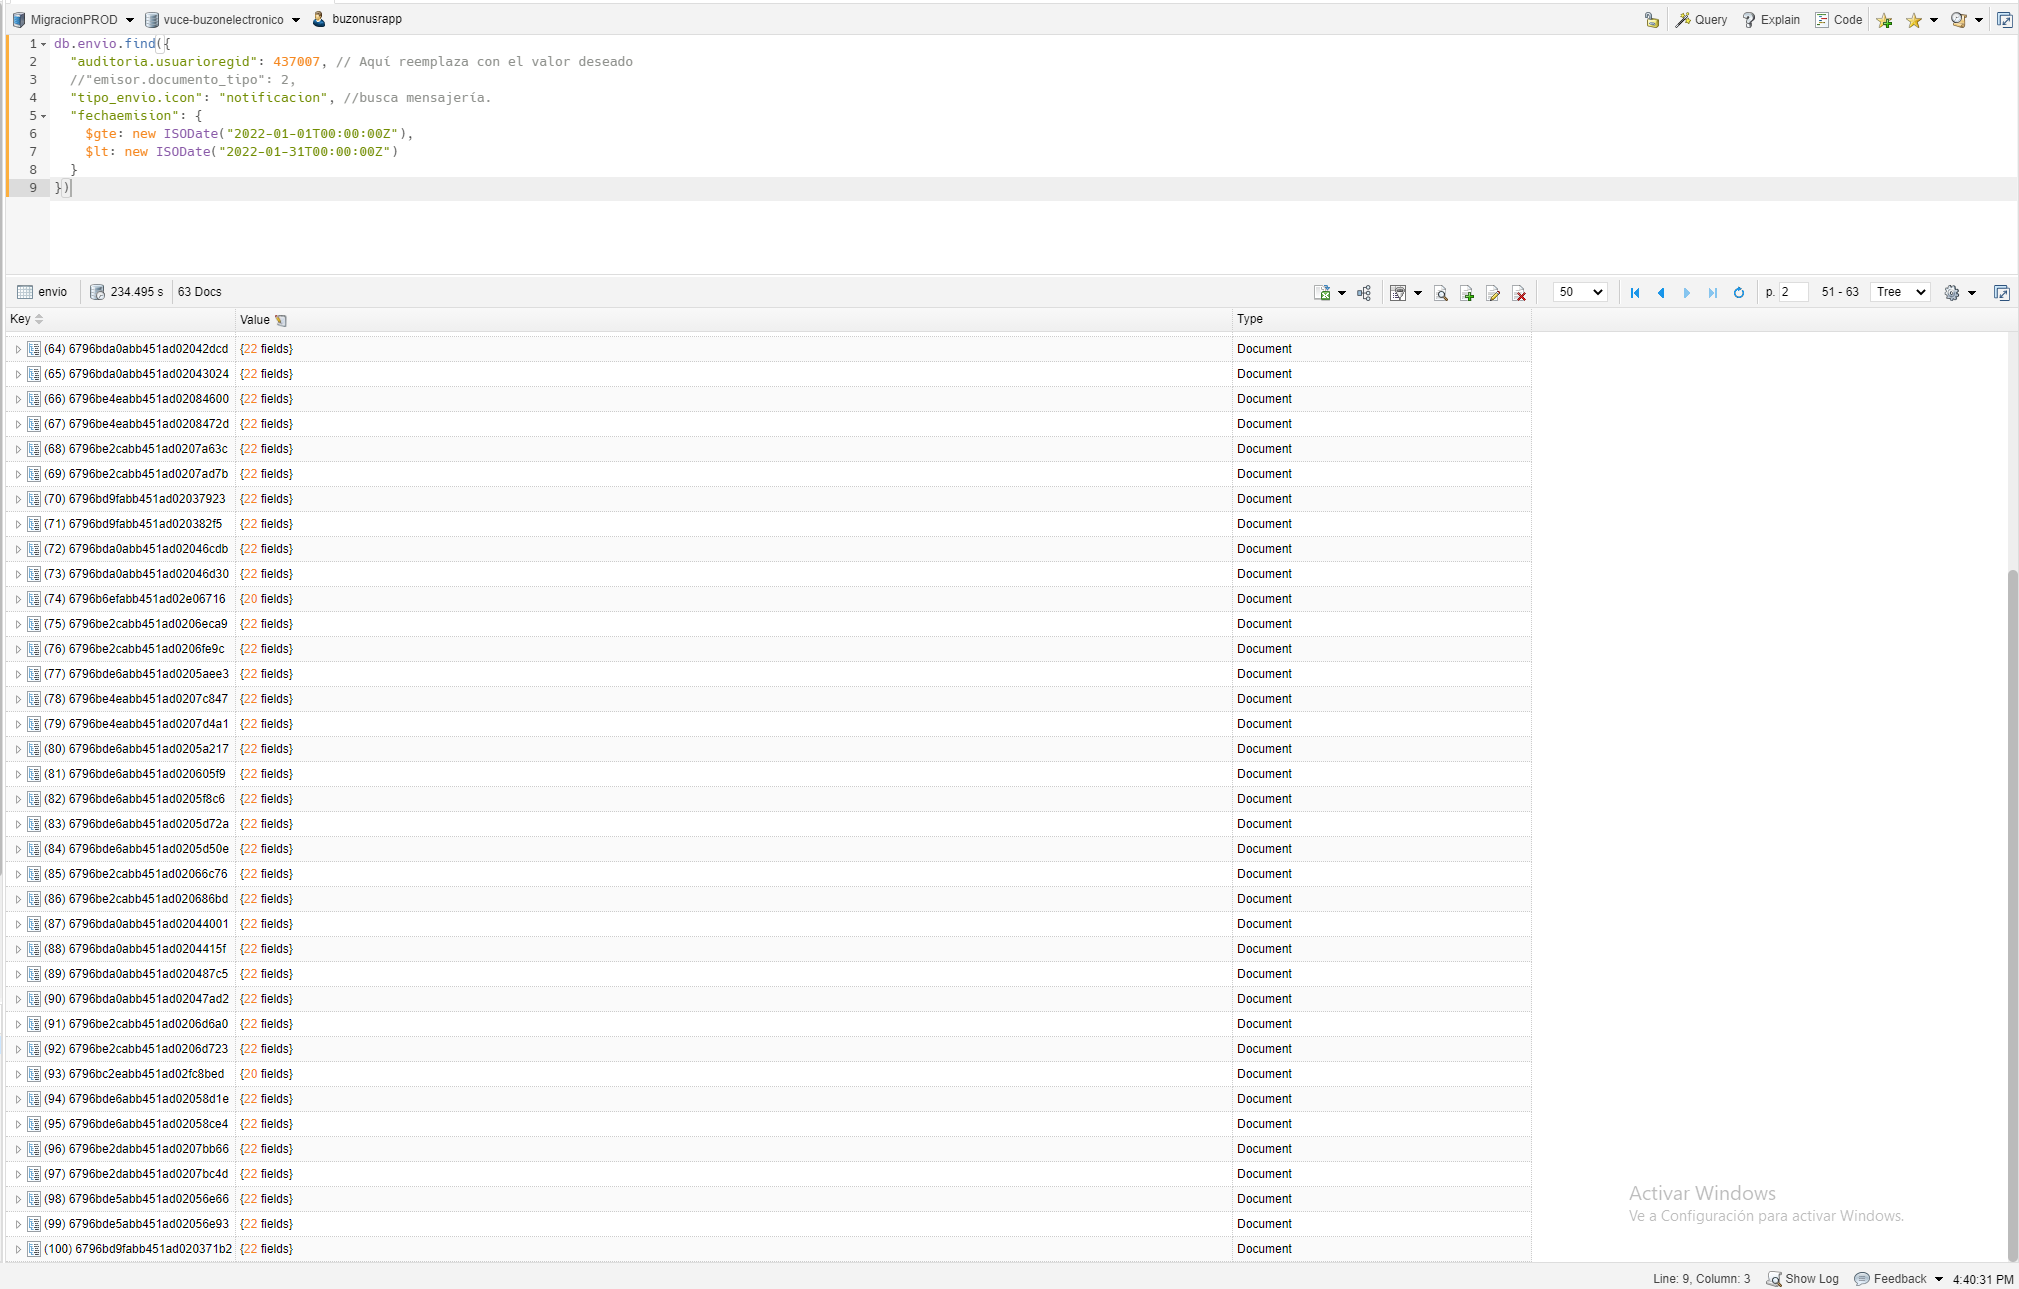 MigracionPROD vuce-buzonelectronico buzonusrapp Query Explain Code
1 db.envio.find({
2 "auditoria.usuarioregid": 437007, // Aquí reemplaza con el valor deseado
3 //"emisor.documento_tipo": 2,
4 "tipo_envio.icon": "notificacion", //busca mensajería.
5 "fechaemision": {
6 $gte: new ISODate("2022-01-01T00:00:00Z"),
7 $lt: new ISODate("2022-01-31T00:00:00Z")
8 }
9 })
envio 234.495 s 63 Docs 50 p. 2 51 - 63 Tree
Key Value Type
(64) 6796bda0abb451ad02042dcd {22 fields} Document
(65) 6796bda0abb451ad02043024 {22 fields} Document
(66) 6796be4eabb451ad02084600 {22 fields} Document
(67) 6796be4eabb451ad0208472d {22 fields} Document
(68) 6796be2cabb451ad0207a63c {22 fields} Document
(69) 6796be2cabb451ad0207ad7b {22 fields} Document
(70) 6796bd9fabb451ad02037923 {22 fields} Document
(71) 6796bd9fabb451ad020382f5 {22 fields} Document
(72) 6796bda0abb451ad02046cdb {22 fields} Document
(73) 6796bda0abb451ad02046d30 {22 fields} Document
(74) 6796b6efabb451ad02e06716 {20 fields} Document
(75) 6796be2cabb451ad0206eca9 {22 fields} Document
(76) 6796be2cabb451ad0206fe9c {22 fields} Document
(77) 6796bde6abb451ad0205aee3 {22 fields} Document
(78) 6796be4eabb451ad0207c847 {22 fields} Document
(79) 6796be4eabb451ad0207d4a1 {22 fields} Document
(80) 6796bde6abb451ad0205a217 {22 fields} Document
(81) 6796bde6abb451ad020605f9 {22 fields} Document
(82) 6796bde6abb451ad0205f8c6 {22 fields} Document
(83) 6796bde6abb451ad0205d72a {22 fields} Document
(84) 6796bde6abb451ad0205d50e {22 fields} Document
(85) 6796be2cabb451ad02066c76 {22 fields} Document
(86) 6796be2cabb451ad020686bd {22 fields} Document
(87) 6796bda0abb451ad02044001 {22 fields} Document
(88) 6796bda0abb451ad0204415f {22 fields} Document
(89) 6796bda0abb451ad020487c5 {22 fields} Document
(90) 6796bda0abb451ad02047ad2 {22 fields} Document
(91) 6796be2cabb451ad0206d6a0 {22 fields} Document
(92) 6796be2cabb451ad0206d723 {22 fields} Document
(93) 6796bc2eabb451ad02fc8bed {20 fields} Document
(94) 6796bde6abb451ad02058d1e {22 fields} Document
(95) 6796bde6abb451ad02058ce4 {22 fields} Document
(96) 6796be2dabb451ad0207bb66 {22 fields} Document
(97) 6796be2dabb451ad0207bc4d {22 fields} Document
(98) 6796bde5abb451ad02056e66 {22 fields} Document
(99) 6796bde5abb451ad02056e93 {22 fields} Document
(100) 6796bd9fabb451ad020371b2 {22 fields} Document
Activar Windows
Ve a Configuración para activar Windows.
Line: 9, Column: 3 Show Log Feedback 4:40:31 PM